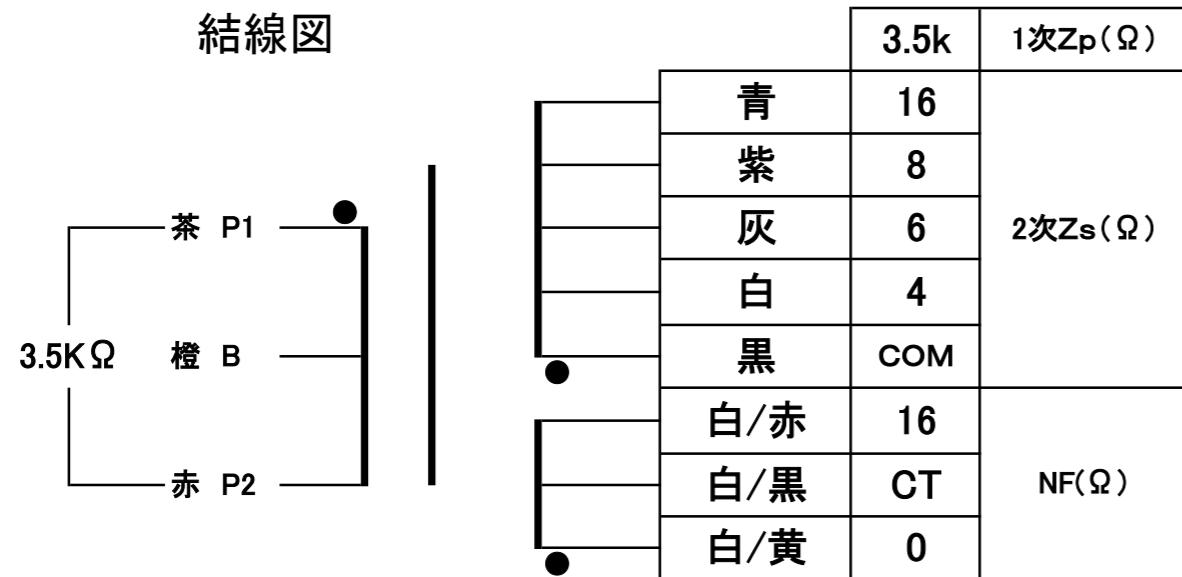 結線図
3.5k 1次Zp(Ω)
青 16
紫 8
灰 6 2次Zs(Ω)
白 4
黒 COM
白/赤 16
白/黒 CT NF(Ω)
白/黄 0
茶 P1
3.5KΩ 橙 B
赤 P2